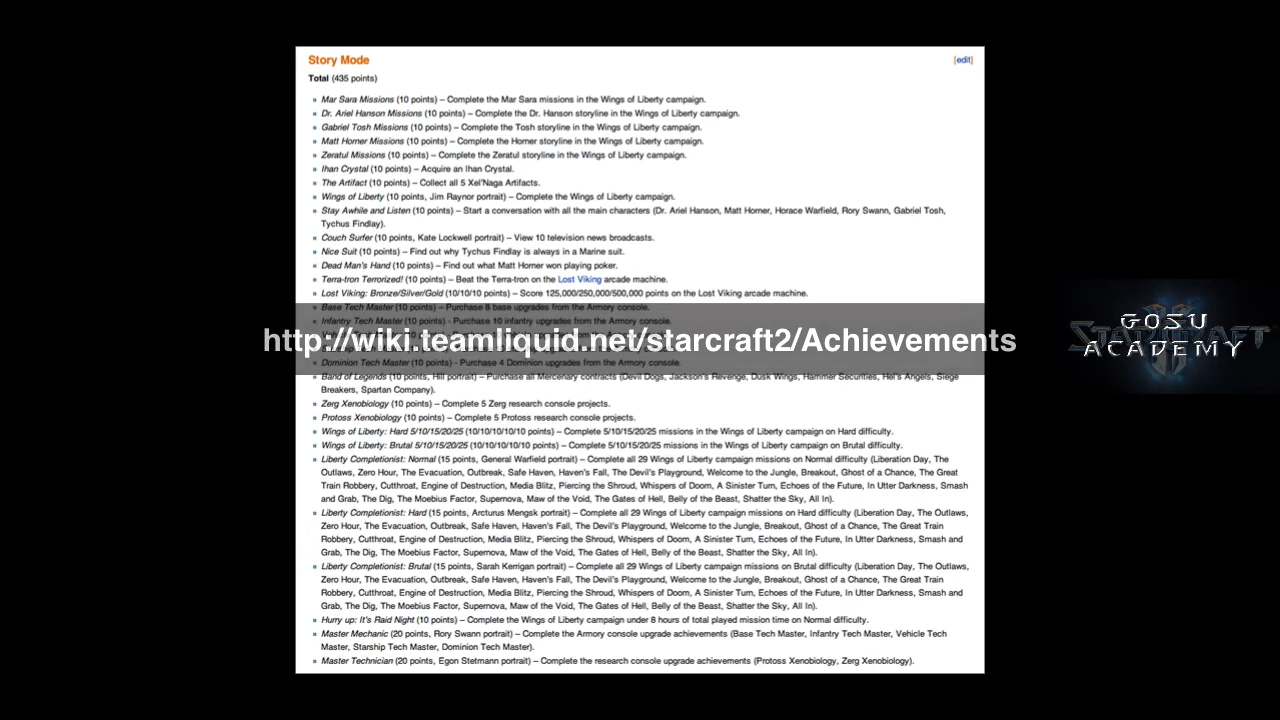 Story Mode
[edit]
Total (435 points)
Mar Sara Missions (10 points) – Complete the Mar Sara missions in the Wings of Liberty campaign.
Dr. Ariel Hanson Missions (10 points) – Complete the Dr. Hanson storyline in the Wings of Liberty campaign.
Gabriel Tosh Missions (10 points) – Complete the Tosh storyline in the Wings of Liberty campaign.
Matt Horner Missions (10 points) – Complete the Horner storyline in the Wings of Liberty campaign.
Zeratul Missions (10 points) – Complete the Zeratul storyline in the Wings of Liberty campaign.
Ihan Crystal (10 points) – Acquire an Ihan Crystal.
The Artifact (10 points) – Collect all 5 Xel'Naga Artifacts.
Wings of Liberty (10 points, Jim Raynor portrait) – Complete the Wings of Liberty campaign.
Stay Awhile and Listen (10 points) – Start a conversation with all the main characters (Dr. Ariel Hanson, Matt Horner, Horace Warfield, Rory Swann, Gabriel Tosh,
Tychus Findlay).
Couch Surfer (10 points, Kate Lockwell portrait) – View 10 television news broadcasts.
Nice Suit (10 points) – Find out why Tychus Findlay is always in a Marine suit.
Dead Man's Hand (10 points) – Find out what Matt Horner won playing poker.
Terra-tron Terrorized! (10 points) – Beat the Terra-tron on the Lost Viking arcade machine.
Lost Viking: Bronze/Silver/Gold (10/10/10 points) – Score 125,000/250,000/500,000 points on the Lost Viking arcade machine.
Base Tech Master (10 points) – Purchase 8 base upgrades from the Armory console.
Infantry Tech Master (10 points) - Purchase 10 infantry upgrades from the Armory console.
http://wiki.teamliquid.net/starcraft2/Achievements
Dominion Tech Master (10 points) - Purchase 4 Dominion upgrades from the Armory console.
Band of Legends (10 points, Hill portrait) – Purchase all Mercenary contracts (Devil Dogs, Jackson's Revenge, Dusk Wings, Hammer Securities, Hel's Angels, Siege
Breakers, Spartan Company).
Zerg Xenobiology (10 points) – Complete 5 Zerg research console projects.
Protoss Xenobiology (10 points) – Complete 5 Protoss research console projects.
Wings of Liberty: Hard 5/10/15/20/25 (10/10/10/10/10 points) – Complete 5/10/15/20/25 missions in the Wings of Liberty campaign on Hard difficulty.
Wings of Liberty: Brutal 5/10/15/20/25 (10/10/10/10/10 points) – Complete 5/10/15/20/25 missions in the Wings of Liberty campaign on Brutal difficulty.
Liberty Completionist: Normal (15 points, General Warfield portrait) – Complete all 29 Wings of Liberty campaign missions on Normal difficulty (Liberation Day, The
Outlaws, Zero Hour, The Evacuation, Outbreak, Safe Haven, Haven's Fall, The Devil's Playground, Welcome to the Jungle, Breakout, Ghost of a Chance, The Great
Train Robbery, Cutthroat, Engine of Destruction, Media Blitz, Piercing the Shroud, Whispers of Doom, A Sinister Turn, Echoes of the Future, In Utter Darkness, Smash
and Grab, The Dig, The Moebius Factor, Supernova, Maw of the Void, The Gates of Hell, Belly of the Beast, Shatter the Sky, All In).
Liberty Completionist: Hard (15 points, Arcturus Mengsk portrait) – Complete all 29 Wings of Liberty campaign missions on Hard difficulty (Liberation Day, The Outlaws,
Zero Hour, The Evacuation, Outbreak, Safe Haven, Haven's Fall, The Devil's Playground, Welcome to the Jungle, Breakout, Ghost of a Chance, The Great Train
Robbery, Cutthroat, Engine of Destruction, Media Blitz, Piercing the Shroud, Whispers of Doom, A Sinister Turn, Echoes of the Future, In Utter Darkness, Smash and
Grab, The Dig, The Moebius Factor, Supernova, Maw of the Void, The Gates of Hell, Belly of the Beast, Shatter the Sky, All In).
Liberty Completionist: Brutal (15 points, Sarah Kerrigan portrait) – Complete all 29 Wings of Liberty campaign missions on Brutal difficulty (Liberation Day, The Outlaws,
Zero Hour, The Evacuation, Outbreak, Safe Haven, Haven's Fall, The Devil's Playground, Welcome to the Jungle, Breakout, Ghost of a Chance, The Great Train
Robbery, Cutthroat, Engine of Destruction, Media Blitz, Piercing the Shroud, Whispers of Doom, A Sinister Turn, Echoes of the Future, In Utter Darkness, Smash and
Grab, The Dig, The Moebius Factor, Supernova, Maw of the Void, The Gates of Hell, Belly of the Beast, Shatter the Sky, All In).
Hurry up: It's Raid Night (10 points) – Complete the Wings of Liberty campaign under 8 hours of total played mission time on Normal difficulty.
Master Mechanic (20 points, Rory Swann portrait) – Complete the Armory console upgrade achievements (Base Tech Master, Infantry Tech Master, Vehicle Tech
Master, Starship Tech Master, Dominion Tech Master).
Master Technician (20 points, Egon Stetmann portrait) – Complete the research console upgrade achievements (Protoss Xenobiology, Zerg Xenobiology).
STARCRAFT
GOSU
ACADEMY